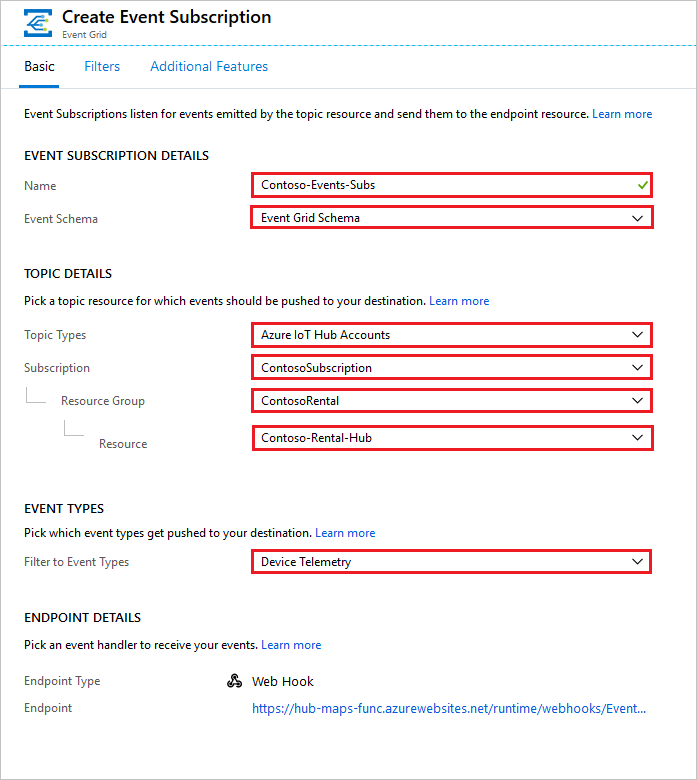 Create Event Subscription
Event Grid
Basic Filters Additional Features
Event Subscriptions listen for events emitted by the topic resource and send them to the endpoint resource. Learn more
EVENT SUBSCRIPTION DETAILS
Name Contoso-Events-Subs
Event Schema Event Grid Schema
TOPIC DETAILS
Pick a topic resource for which events should be pushed to your destination. Learn more
Topic Types Azure IoT Hub Accounts
Subscription ContosoSubscription
Resource Group ContosoRental
Resource Contoso-Rental-Hub
EVENT TYPES
Pick which event types get pushed to your destination. Learn more
Filter to Event Types Device Telemetry
ENDPOINT DETAILS
Pick an event handler to receive your events. Learn more
Endpoint Type Web Hook
Endpoint https://hub-maps-func.azurewebsites.net/runtime/webhooks/Event...